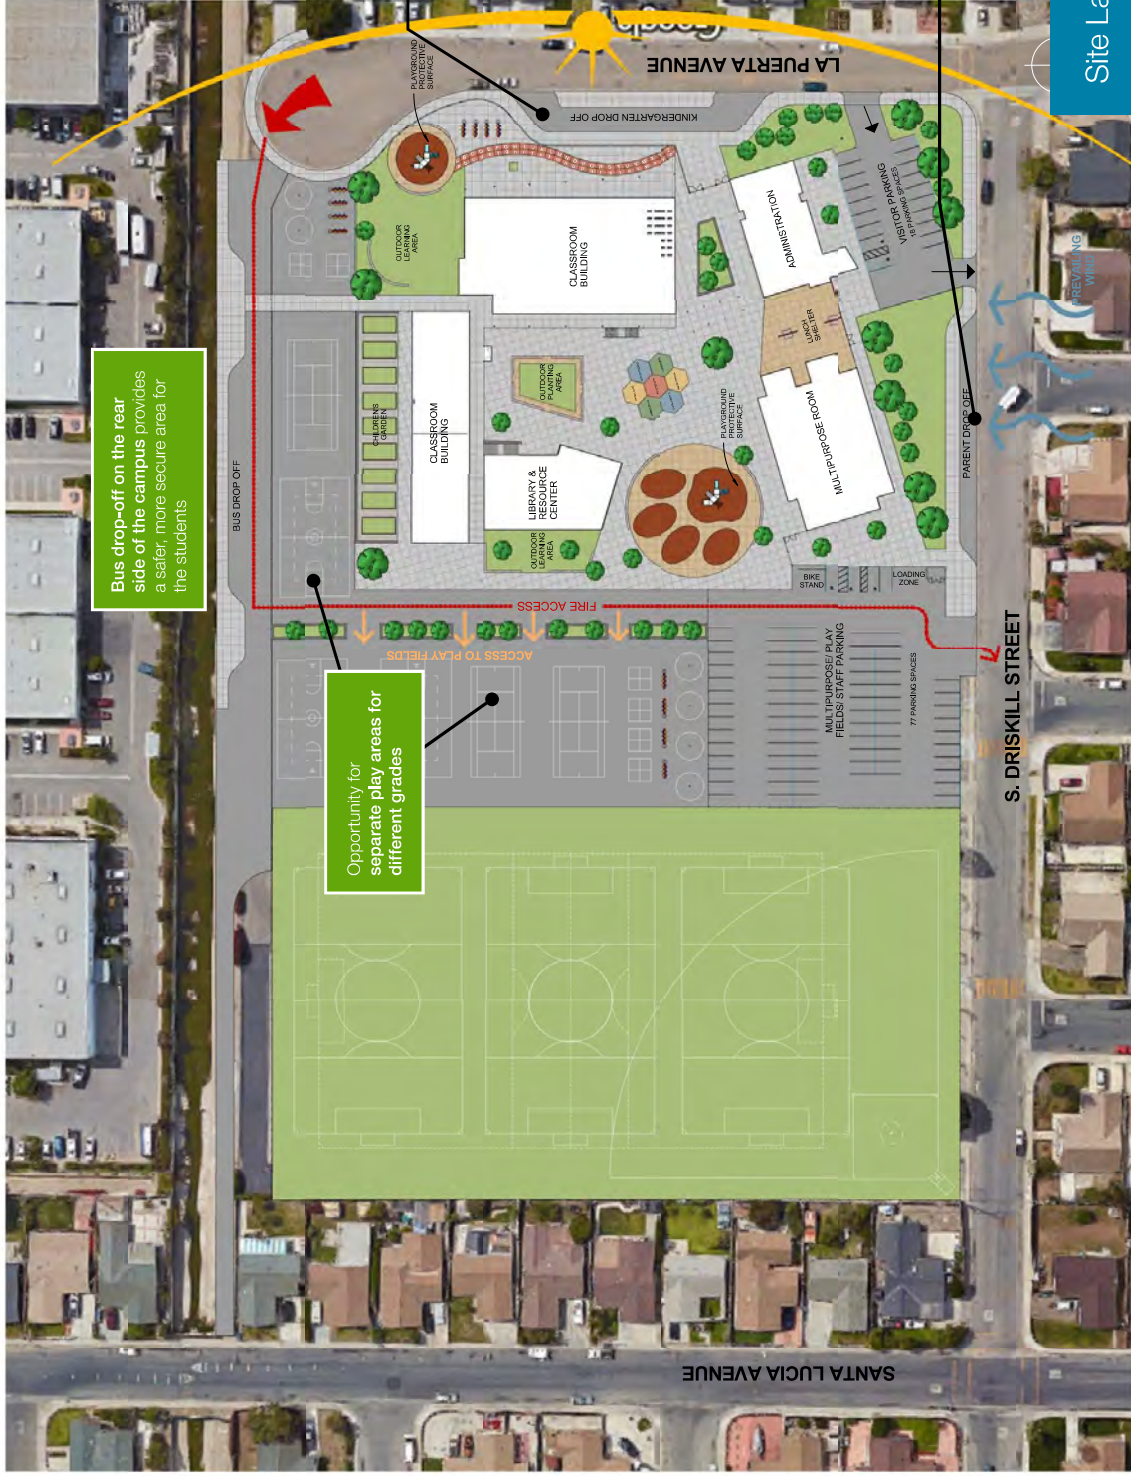 Google
LA PUERTA AVENUE
PLAYGROUND
PROTECTIVE
SURFACE
KINDERGARTEN DROP OFF
Site La
VISITOR PARKING
18 PARKING SPACES
ADMINISTRATION
OUTDOOR
LEARNING
AREA
CLASSROOM
BUILDING
PREVAILING
WIND
LUNCH
SHELTER
Bus drop-off on the rear
side of the campus provides
a safer, more secure area for
the students
BUS DROP OFF
CHILDRENS
GARDEN
CLASSROOM
BUILDING
OUTDOOR
PLANTING
AREA
PLAYGROUND
PROTECTIVE
SURFACE
MULTIPURPOSE ROOM
PARENT DROP OFF
LIBRARY &
RESOURCE
CENTER
OUTDOOR
LEARNING
AREA
BIKE
STAND
LOADING
ZONE
FIRE ACCESS
ACCESS TO PLAY FIELDS
Opportunity for
separate play areas for
different grades
MULTIPURPOSE/ PLAY
FIELDS/ STAFF PARKING
77 PARKING SPACES
S. DRISKILL STREET
SANTA LUCIA AVENUE